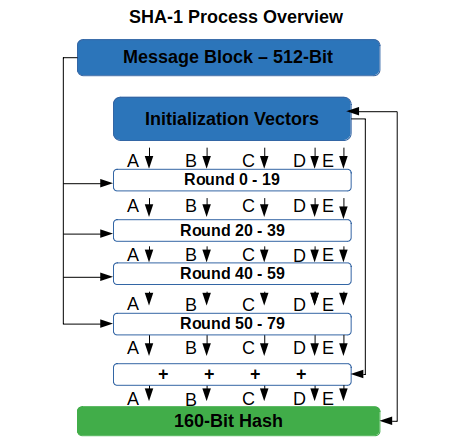 SHA-1 Process Overview
Message Block – 512-Bit
Initialization Vectors
A B C D E
Round 0 - 19
A B C D E
Round 20 - 39
A B C D E
Round 40 - 59
A B C D E
Round 50 - 79
A B C D E
+ + + +
A B C D E
160-Bit Hash